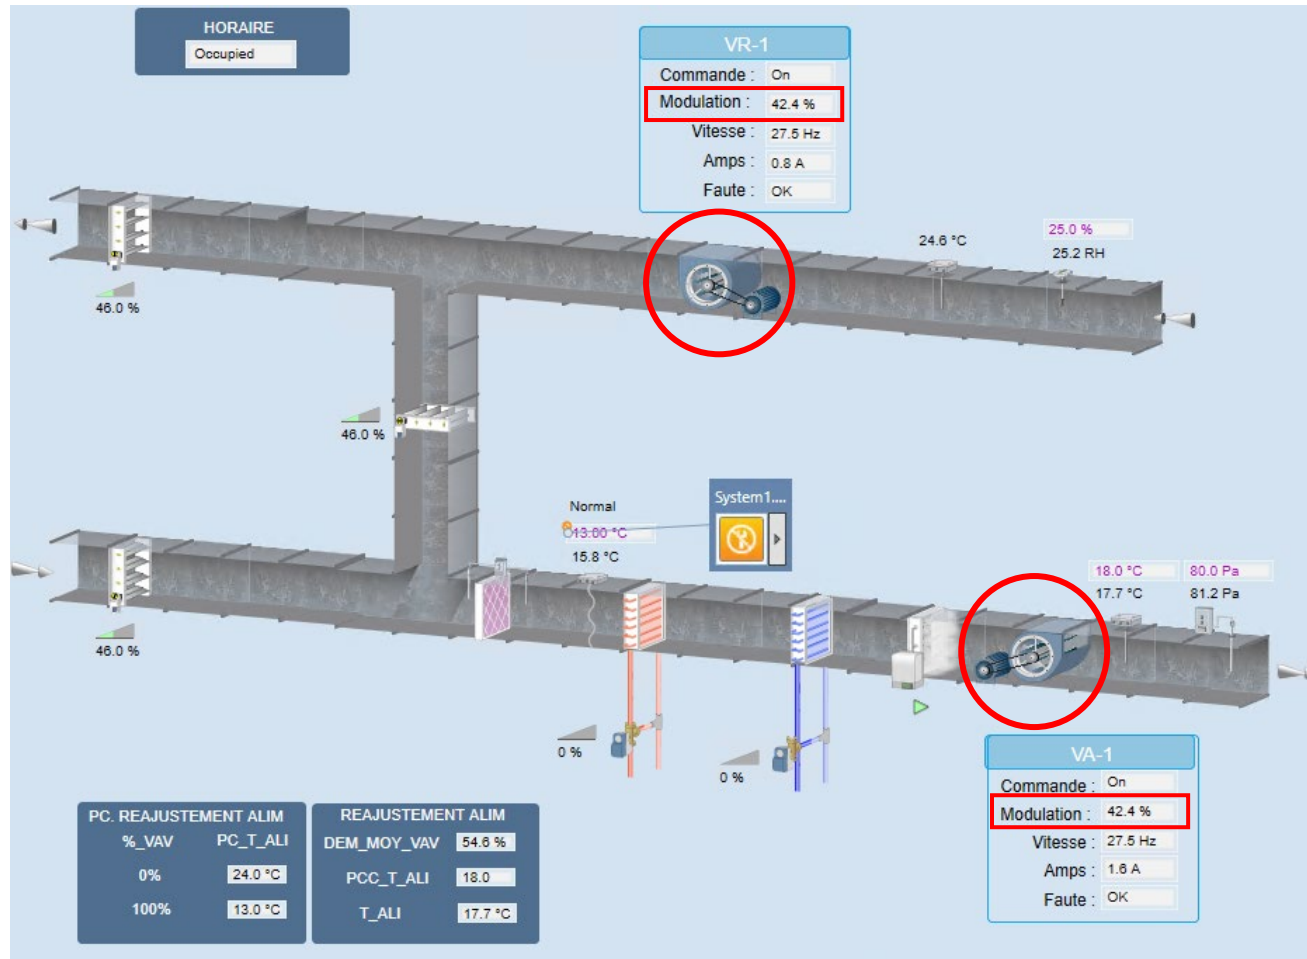 HORAIRE
Occupied
VR-1
Commande : On
Modulation : 42.4 %
Vitesse : 27.5 Hz
Amps : 0.8 A
Faute : OK
24.6 °C
25.0 %
25.2 RH
46.0 %
46.0 %
System1....
Normal
13.00 °C
15.8 °C
18.0 °C 80.0 Pa
17.7 °C 81.2 Pa
46.0 %
0 %
0 %
VA-1
Commande : On
Modulation : 42.4 %
Vitesse : 27.5 Hz
Amps : 1.6 A
Faute : OK
PC. REAJUSTEMENT ALIM
%_VAV PC_T_ALI
0% 24.0 °C
100% 13.0 °C
REAJUSTEMENT ALIM
DEM_MOY_VAV 54.6 %
PCC_T_ALI 18.0
T_ALI 17.7 °C